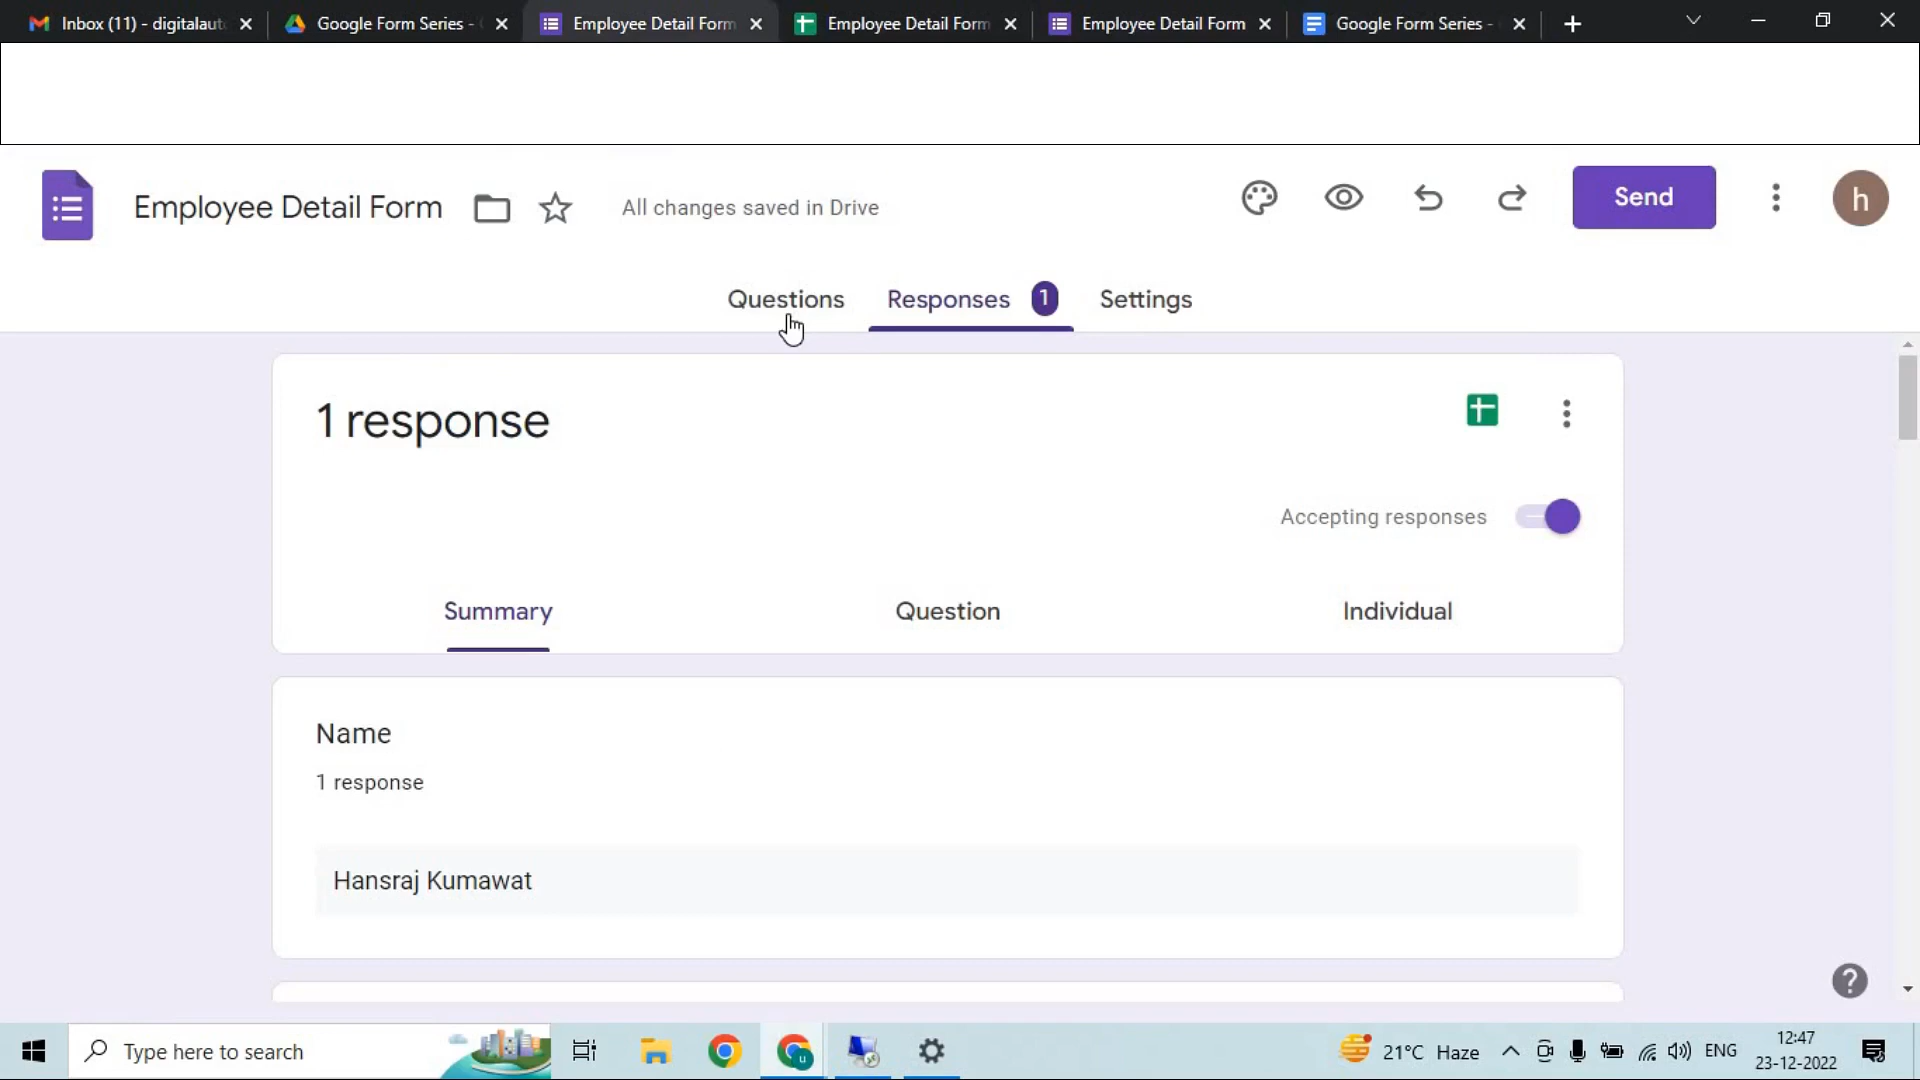 Inbox (11) - digitalaut
Google Form Series -
Employee Detail Form
Employee Detail Form
Employee Detail Form
Google Form Series -
Employee Detail Form
All changes saved in Drive
Send
h
Questions
Responses 1
Settings
1 response
Accepting responses
Summary
Question
Individual
Name
1 response
Hansraj Kumawat
Type here to search
u
21°C Haze
ENG
12:47
23-12-2022